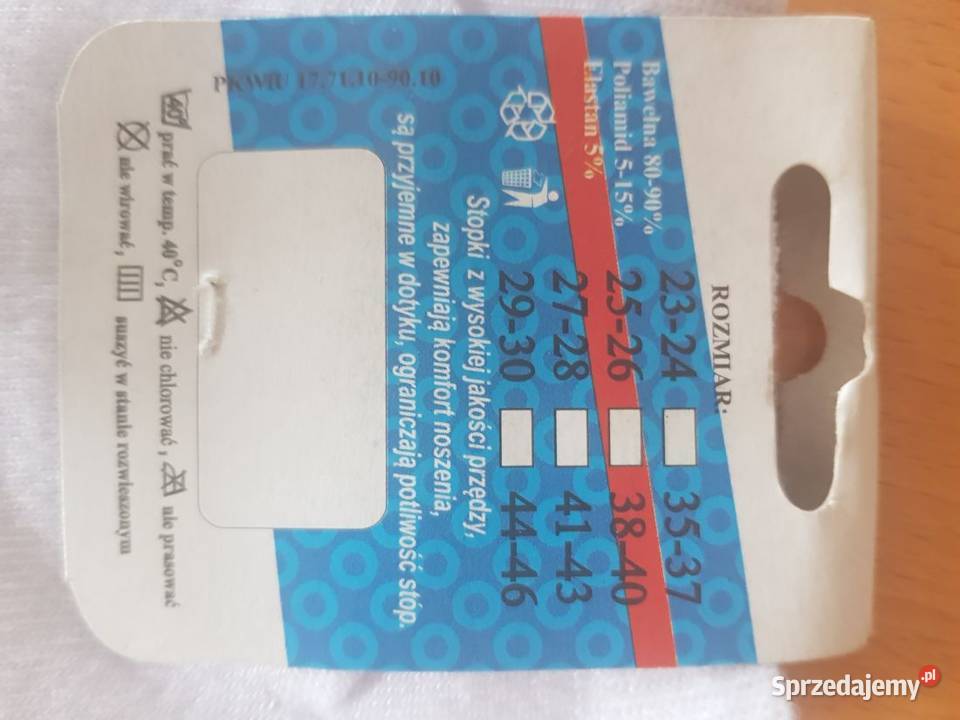 ROZMIAR:
Bawełna 80-90%
Poliamid 5-15%
Elastan 5%
23-24 35-37
25-26 38-40
27-28 41-43
29-30 44-46
Stopki z wysokiej jakości przędzy,
zapewniają komfort noszenia,
są przyjemne w dotyku, ograniczają potliwość stóp.
PKWIU 17.71.10-90.10
40 prać w temp. 40°C, nie chlorować, nie prasować
nie wirować, suszyć w stanie rozwieszonym
Sprzedajemy.pl